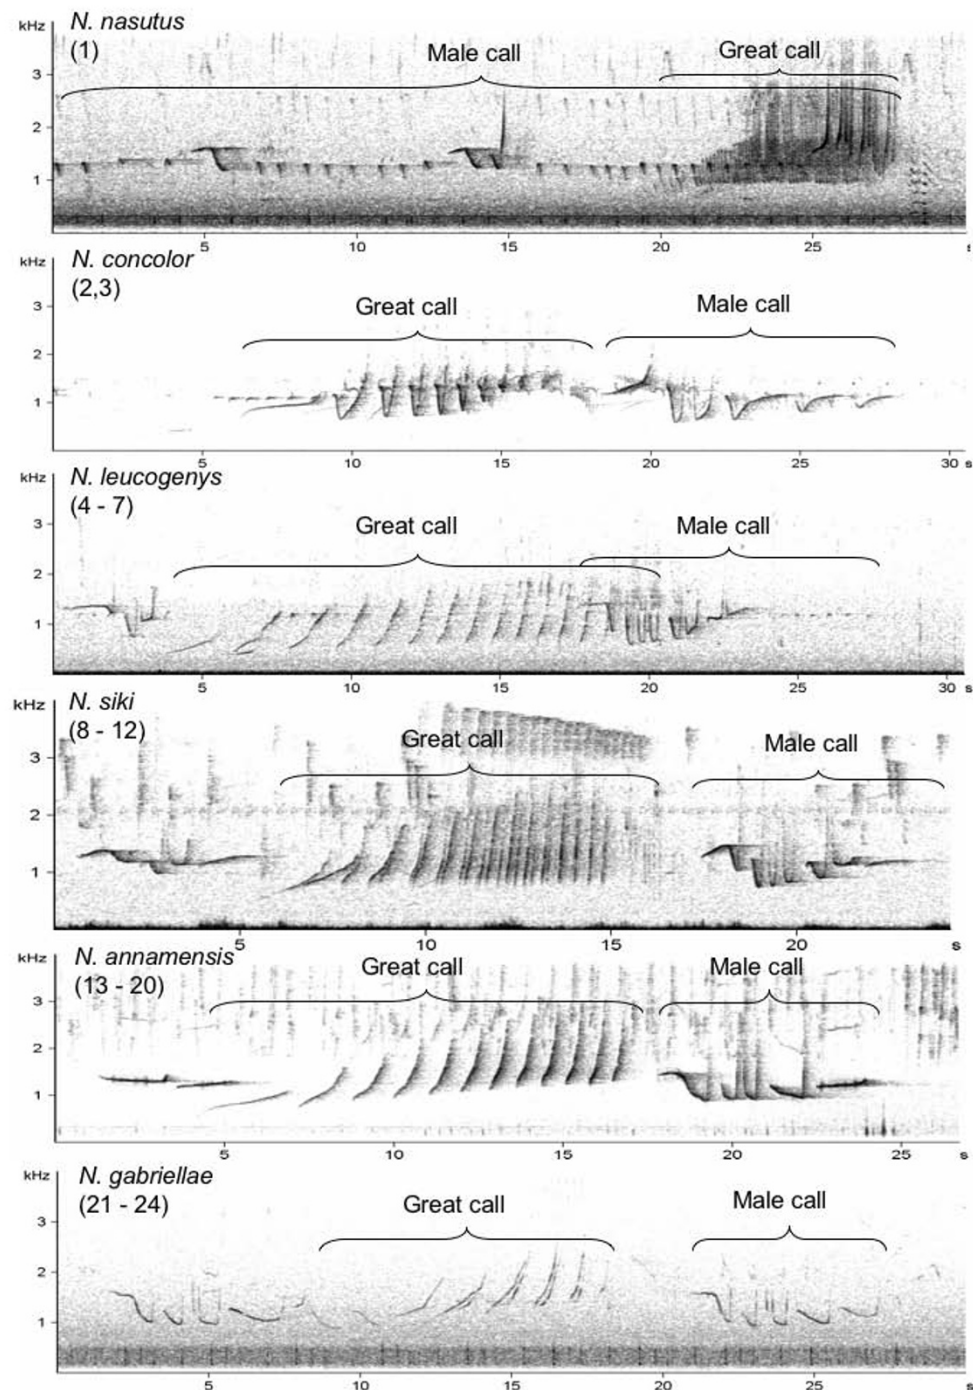 kHz
N. nasutus
(1)
Male call
Great call
3
2
1
5 10 15 20 25 s
kHz
N. concolor
(2,3)
Great call
Male call
3
2
1
5 10 15 20 25 30 s
kHz
N. leucogenys
(4 - 7)
Great call
Male call
3
2
1
5 10 15 20 25 30 s
kHz
N. siki
(8 - 12)
Great call
Male call
3
2
1
5 10 15 20 s
kHz
N. annamensis
(13 - 20)
Great call
Male call
3
2
1
5 10 15 20 25 s
kHz
N. gabriellae
(21 - 24)
Great call
Male call
3
2
1
5 10 15 20 25 s